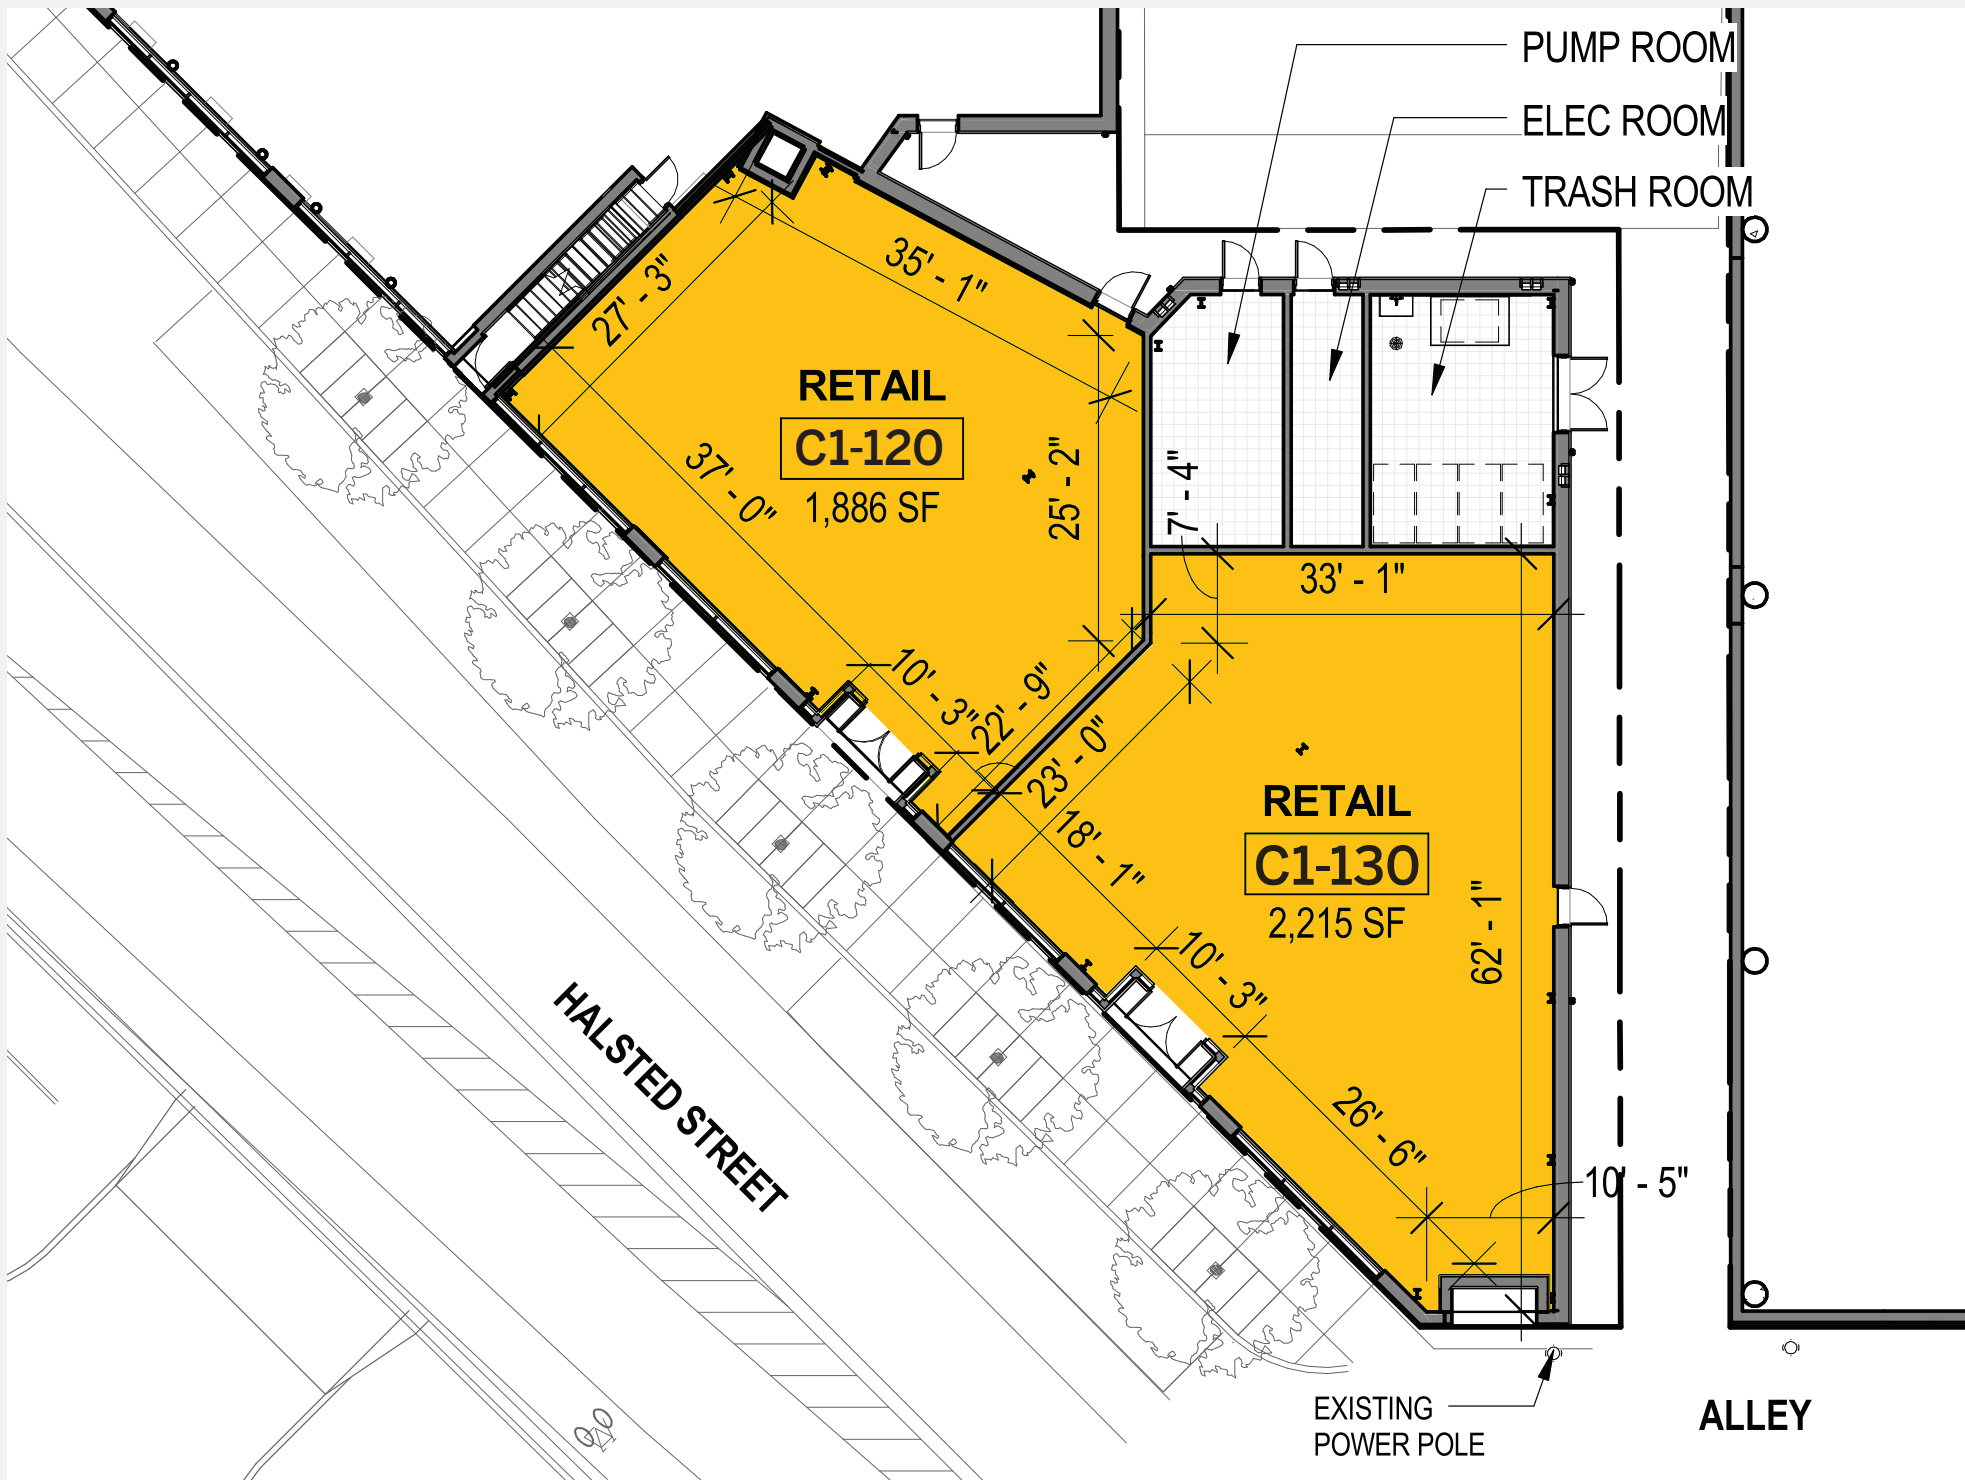 PUMP ROOM
ELEC ROOM
TRASH ROOM
35' - 1"
27' - 3"
RETAIL
C1-120
1,886 SF
37' - 0"
25' - 2"
7' - 4"
33' - 1"
10' - 3"
22' - 9"
23' - 0"
18' - 1"
RETAIL
C1-130
2,215 SF
62' - 1"
10' - 3"
26' - 6"
10' - 5"
HALSTED STREET
EXISTING
POWER POLE
ALLEY